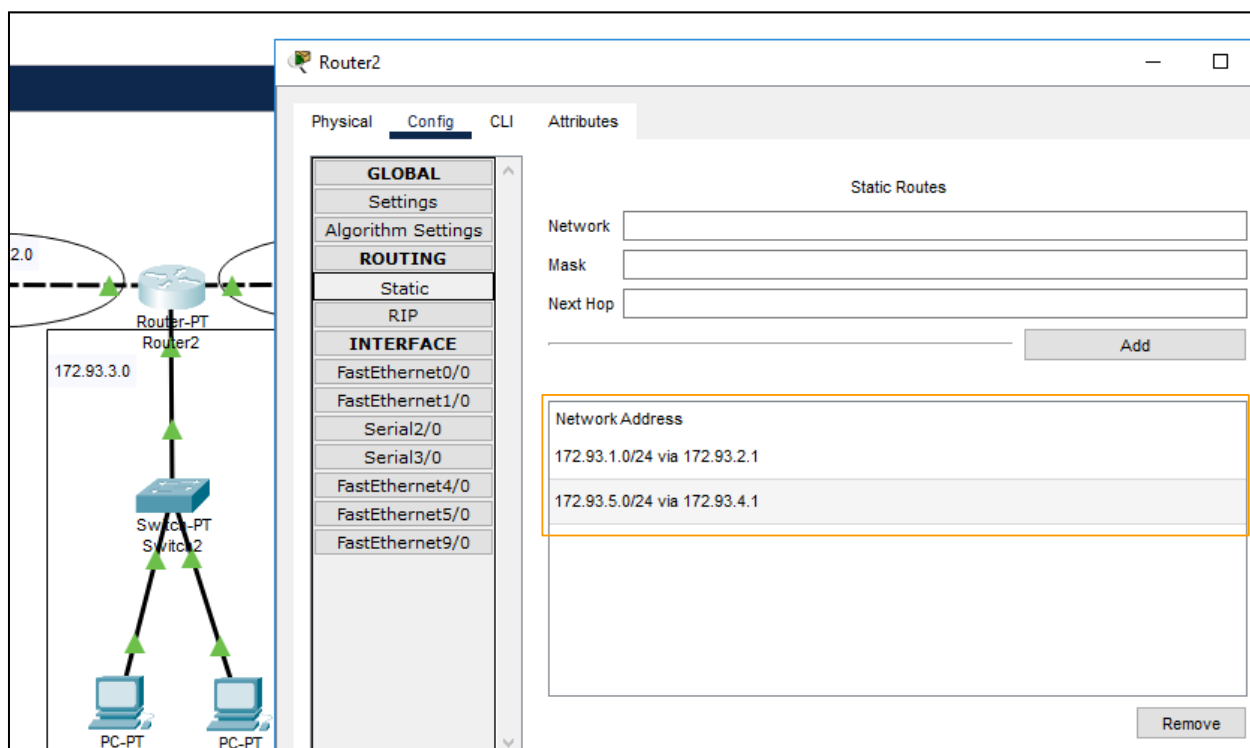 Router2
Physical Config CLI Attributes
GLOBAL
Settings
Algorithm Settings
ROUTING
Static
RIP
INTERFACE
FastEthernet0/0
FastEthernet1/0
Serial2/0
Serial3/0
FastEthernet4/0
FastEthernet5/0
FastEthernet9/0
Static Routes
Network
Mask
Next Hop
Add
Network Address
172.93.1.0/24 via 172.93.2.1
172.93.5.0/24 via 172.93.4.1
Remove
2.0
Router-PT
Router2
172.93.3.0
Switch-PT
Switch2
PC-PT PC-PT